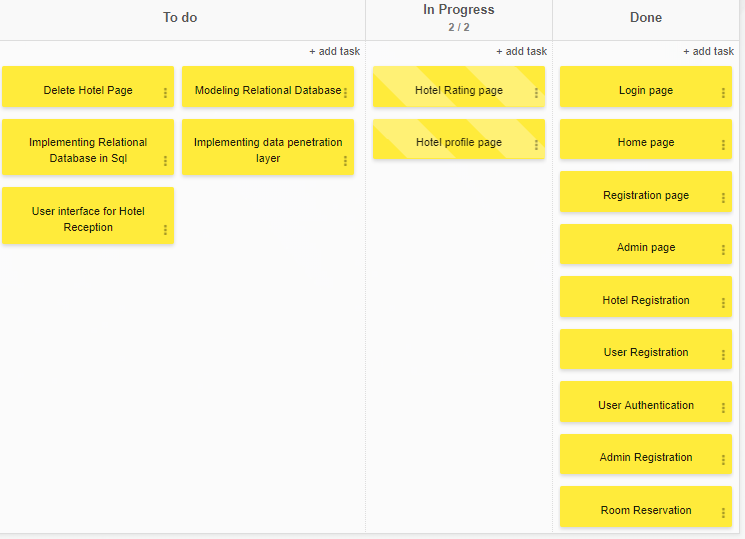 To do
+ add task
Delete Hotel Page
Modeling Relational Database
Implementing Relational
Database in Sql
Implementing data penetration
layer
User interface for Hotel
Reception
In Progress
2 / 2
+ add task
Hotel Rating page
Hotel profile page
Done
+ add task
Login page
Home page
Registration page
Admin page
Hotel Registration
User Registration
User Authentication
Admin Registration
Room Reservation